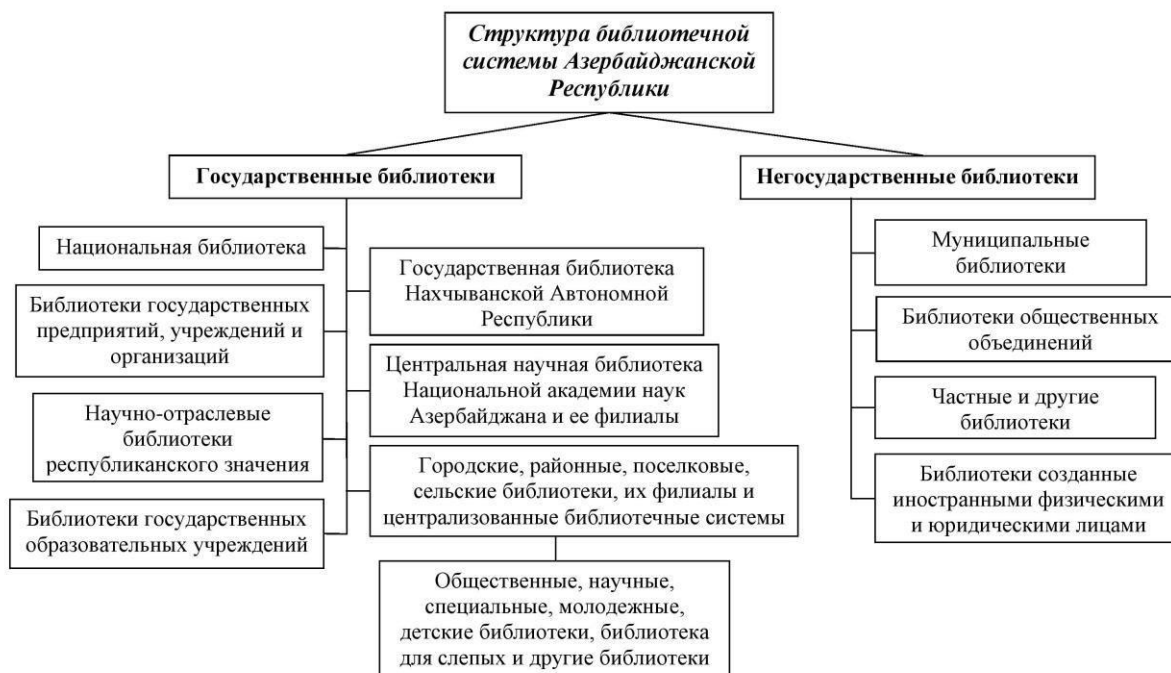 Структура библиотечной
системы Азербайджанской
Республики
Государственные библиотеки
Национальная библиотека
Библиотеки государственных
предприятий, учреждений и
организаций
Научно-отраслевые
библиотеки
республиканского значения
Библиотеки государственных
образовательных учреждений
Государственная библиотека
Нахчыванской Автономной
Республики
Центральная научная библиотека
Национальной академии наук
Азербайджана и ее филиалы
Городские, районные, поселковые,
сельские библиотеки, их филиалы и
централизованные библиотечные системы
Общественные, научные,
специальные, молодежные,
детские библиотеки, библиотека
для слепых и другие библиотеки
Негосударственные библиотеки
Муниципальные
библиотеки
Библиотеки общественных
объединений
Частные и другие
библиотеки
Библиотеки созданные
иностранными физическими
и юридическими лицами